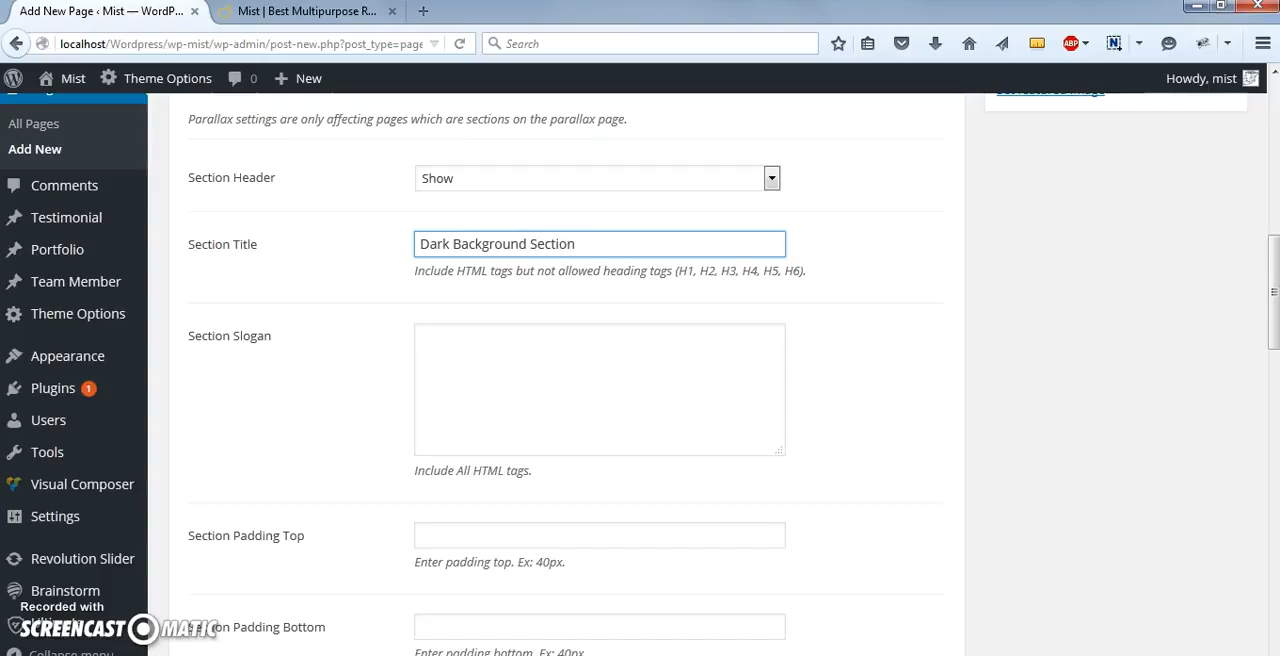 Add New Page ‹ Mist — WordP... ×
Mist | Best Multipurpose R... ×
localhost/Wordpress/wp-mist/wp-admin/post-new.php?post_type=page
Search
ABP
N
Mist
Theme Options
0
New
Howdy, mist
All Pages
Add New
Comments
Testimonial
Portfolio
Team Member
Theme Options
Appearance
Plugins 1
Users
Tools
Visual Composer
Settings
Revolution Slider
Brainstorm
Collapse menu
Parallax settings are only affecting pages which are sections on the parallax page.
Section Header
Show
Section Title
Dark Background Section
Include HTML tags but not allowed heading tags (H1, H2, H3, H4, H5, H6).
Section Slogan
Include All HTML tags.
Section Padding Top
Enter padding top. Ex: 40px.
Section Padding Bottom
Enter padding bottom. Ex: 40px.
Recorded with
SCREENCAST-O-MATIC